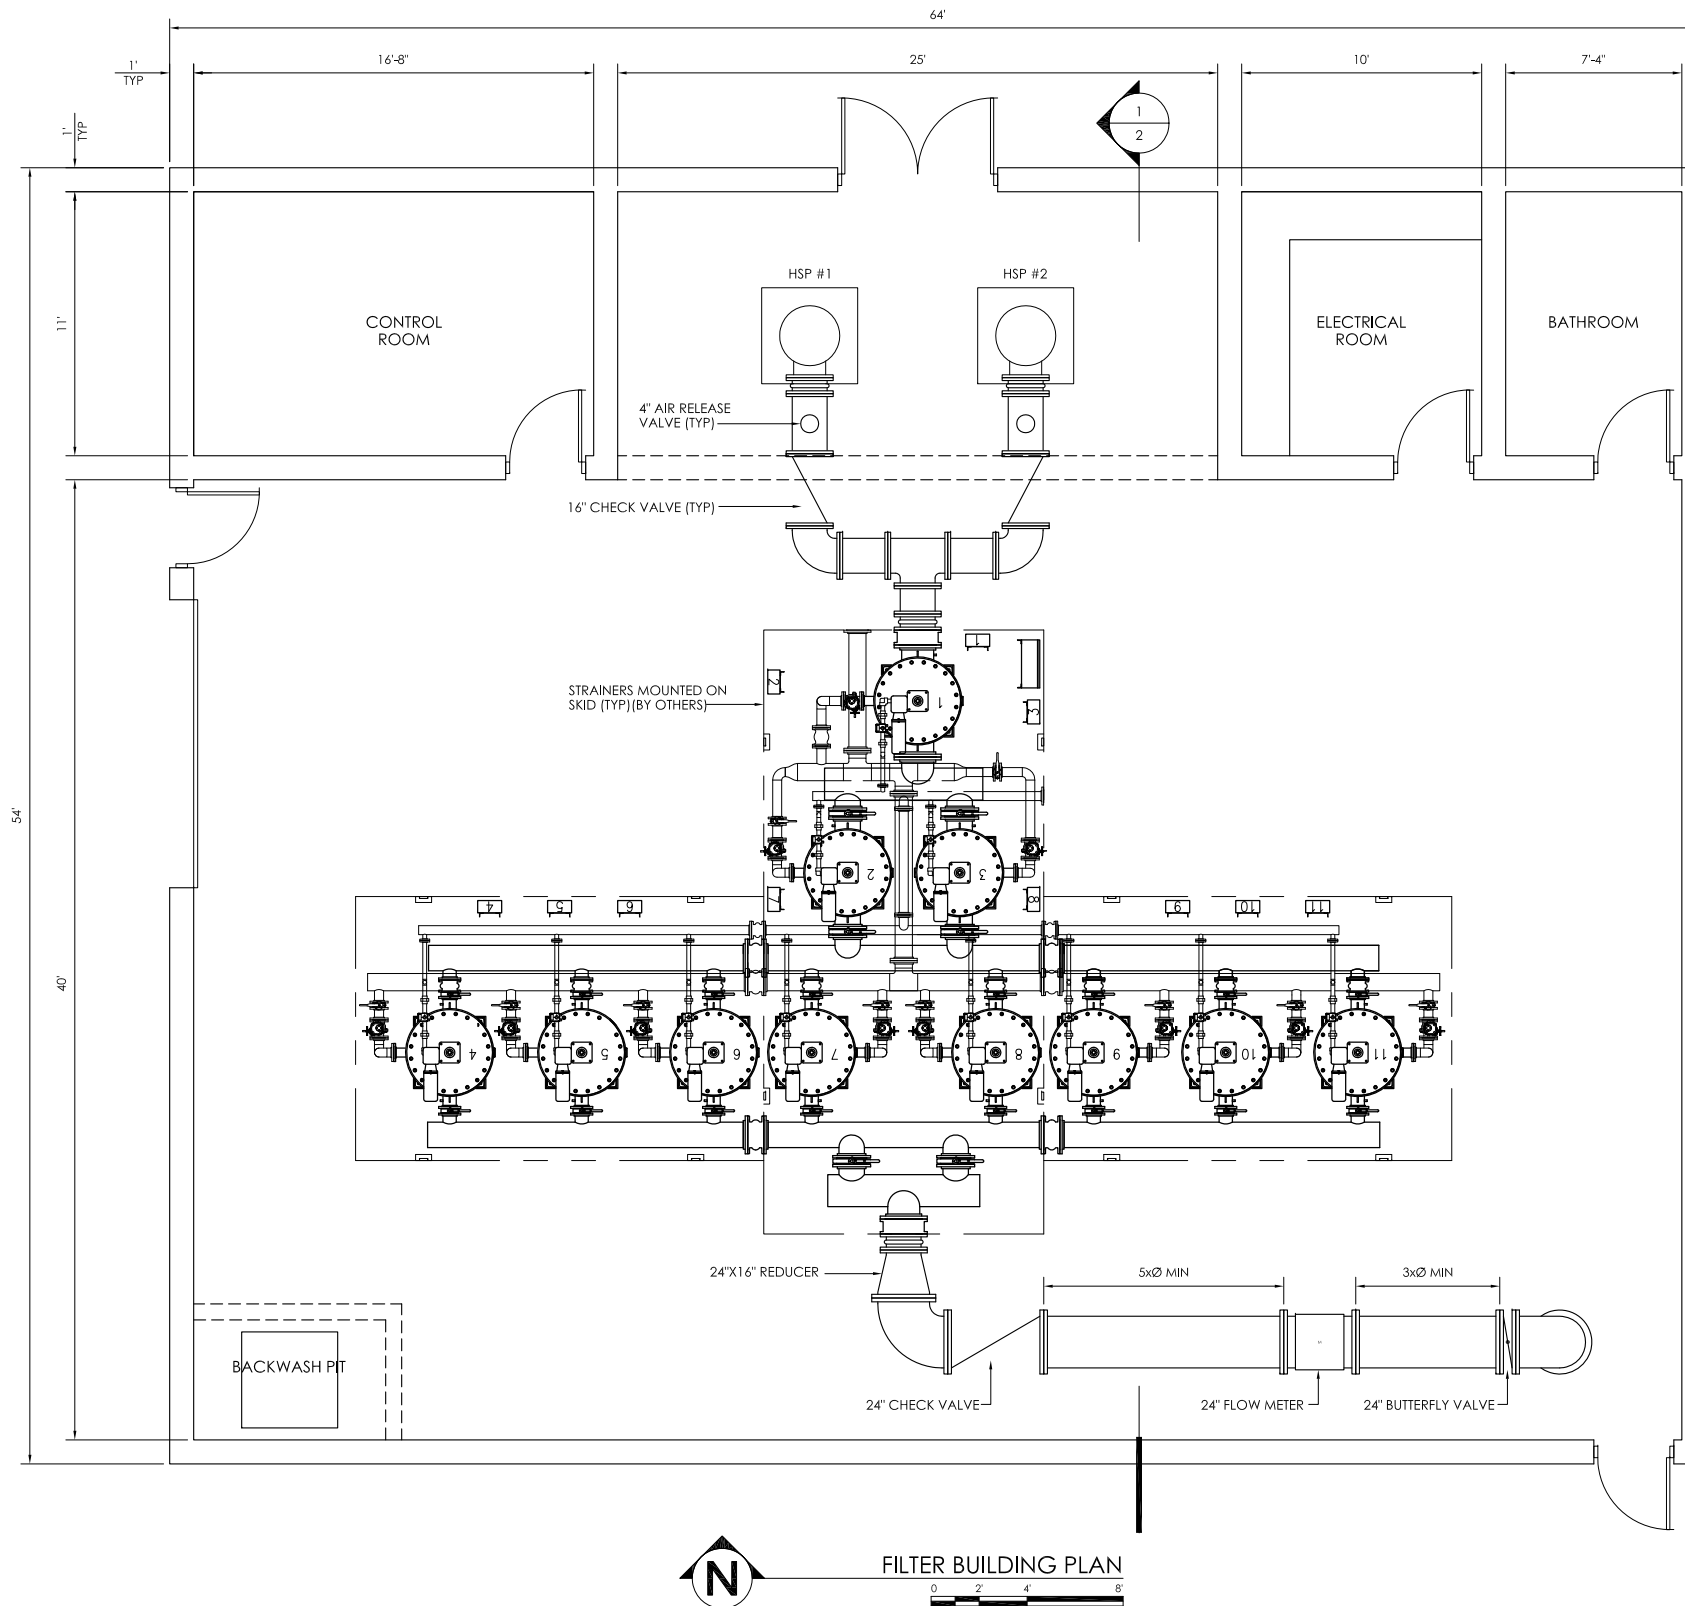 64'
1'
TYP
16'-8"
25'
10'
7'-4"
1
2
1'
TYP
HSP #1
HSP #2
CONTROL
ROOM
ELECTRICAL
ROOM
BATHROOM
11'
4" AIR RELEASE
VALVE (TYP)
16" CHECK VALVE (TYP)
1
2
STRAINERS MOUNTED ON
SKID (TYP)(BY OTHERS)
1
3
54'
2
3
7
8
4
5
6
9
10
11
40'
4
5
6
7
8
9
10
11
24"X16" REDUCER
5xØ MIN
3xØ MIN
BACKWASH PIT
24" CHECK VALVE
24" FLOW METER
24" BUTTERFLY VALVE
N
FILTER BUILDING PLAN
0 2' 4' 8'